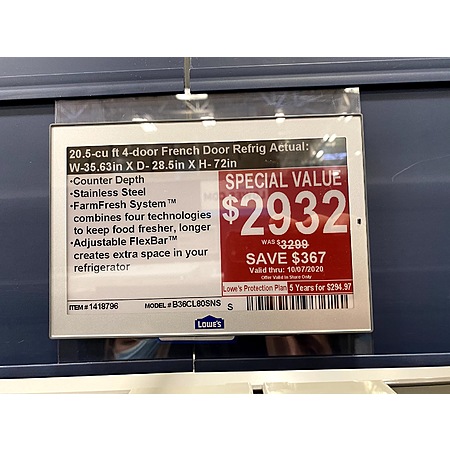 20.5-cu ft 4-door French Door Refrig Actual:
W-35.63in X D- 28.5in X H- 72in
•Counter Depth
•Stainless Steel
•FarmFresh System™
combines four technologies
to keep food fresher, longer
•Adjustable FlexBar™
creates extra space in your
refrigerator
SPECIAL VALUE
$2932
WAS $3299
SAVE $367
Valid thru: 10/07/2020
Offer Valid In Store Only
Lowe's Protection Plan 5 Years for $294.97
ITEM # 1418796 MODEL # B36CL80SNS S
LOWE'S